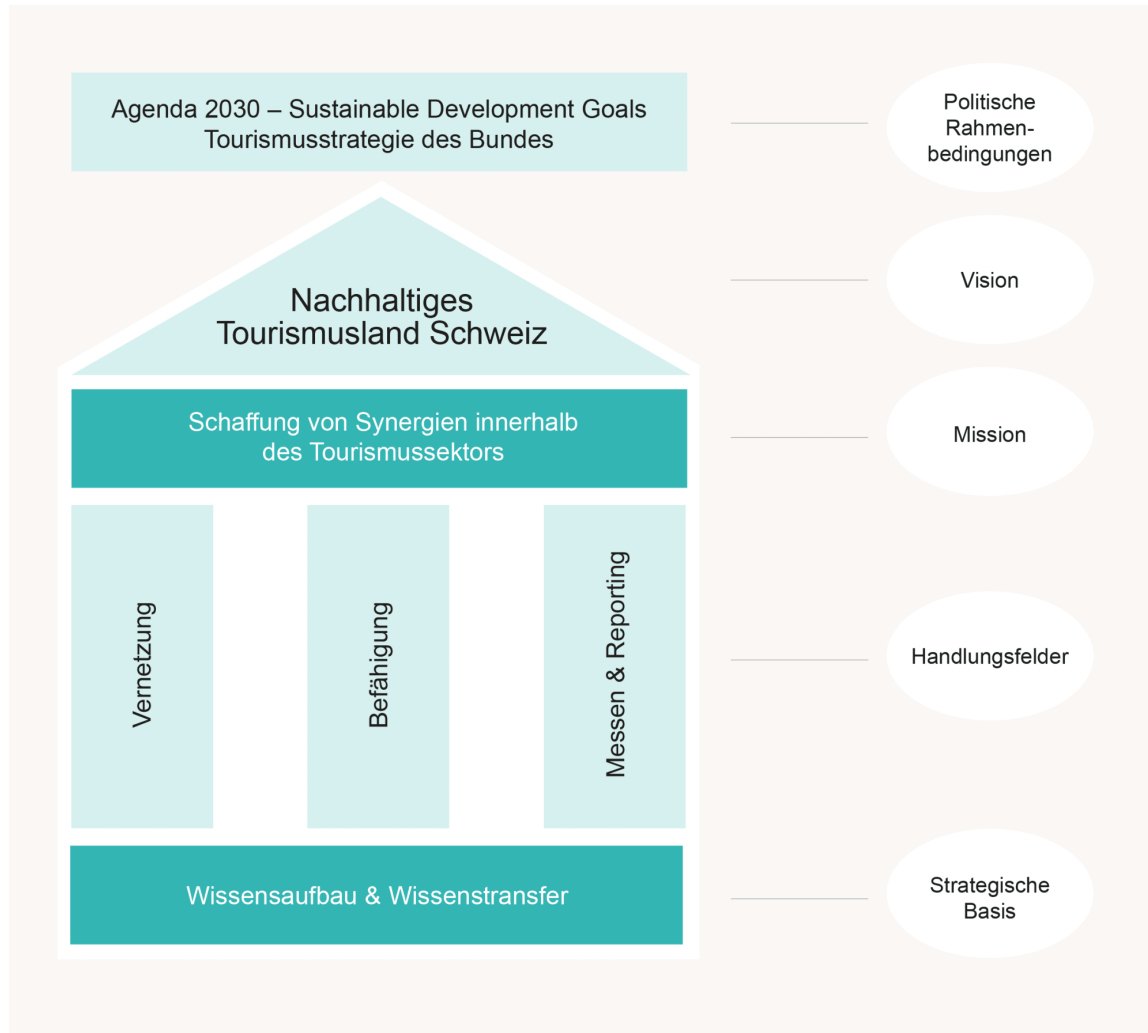 Agenda 2030 – Sustainable Development Goals
Tourismusstrategie des Bundes
Politische
Rahmen-
bedingungen
Nachhaltiges
Tourismusland Schweiz
Vision
Schaffung von Synergien innerhalb
des Tourismussektors
Mission
Vernetzung
Befähigung
Messen & Reporting
Handlungsfelder
Wissensaufbau & Wissenstransfer
Strategische
Basis